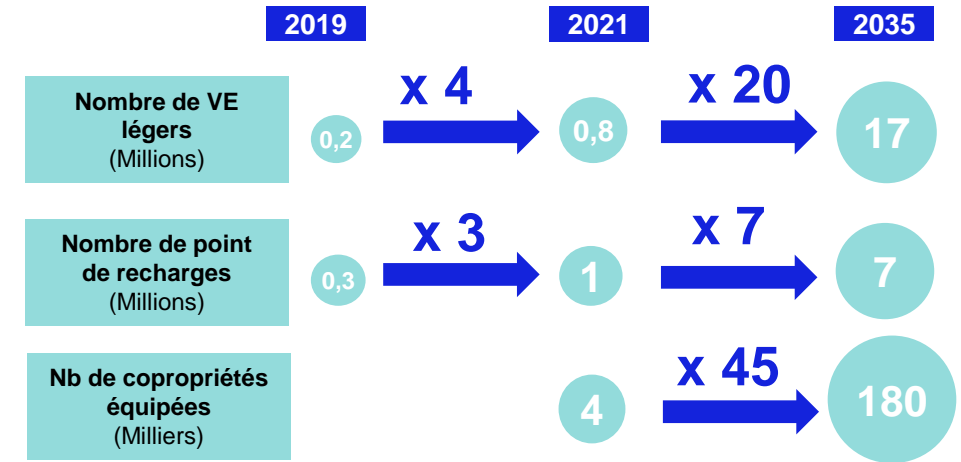 2019 2021 2035
Nombre de VE
légers
(Millions)
0,2
x 4
0,8
x 20
17
Nombre de point
de recharges
(Millions)
0,3
x 3
1
x 7
7
Nb de copropriétés
équipées
(Milliers)
4
x 45
180